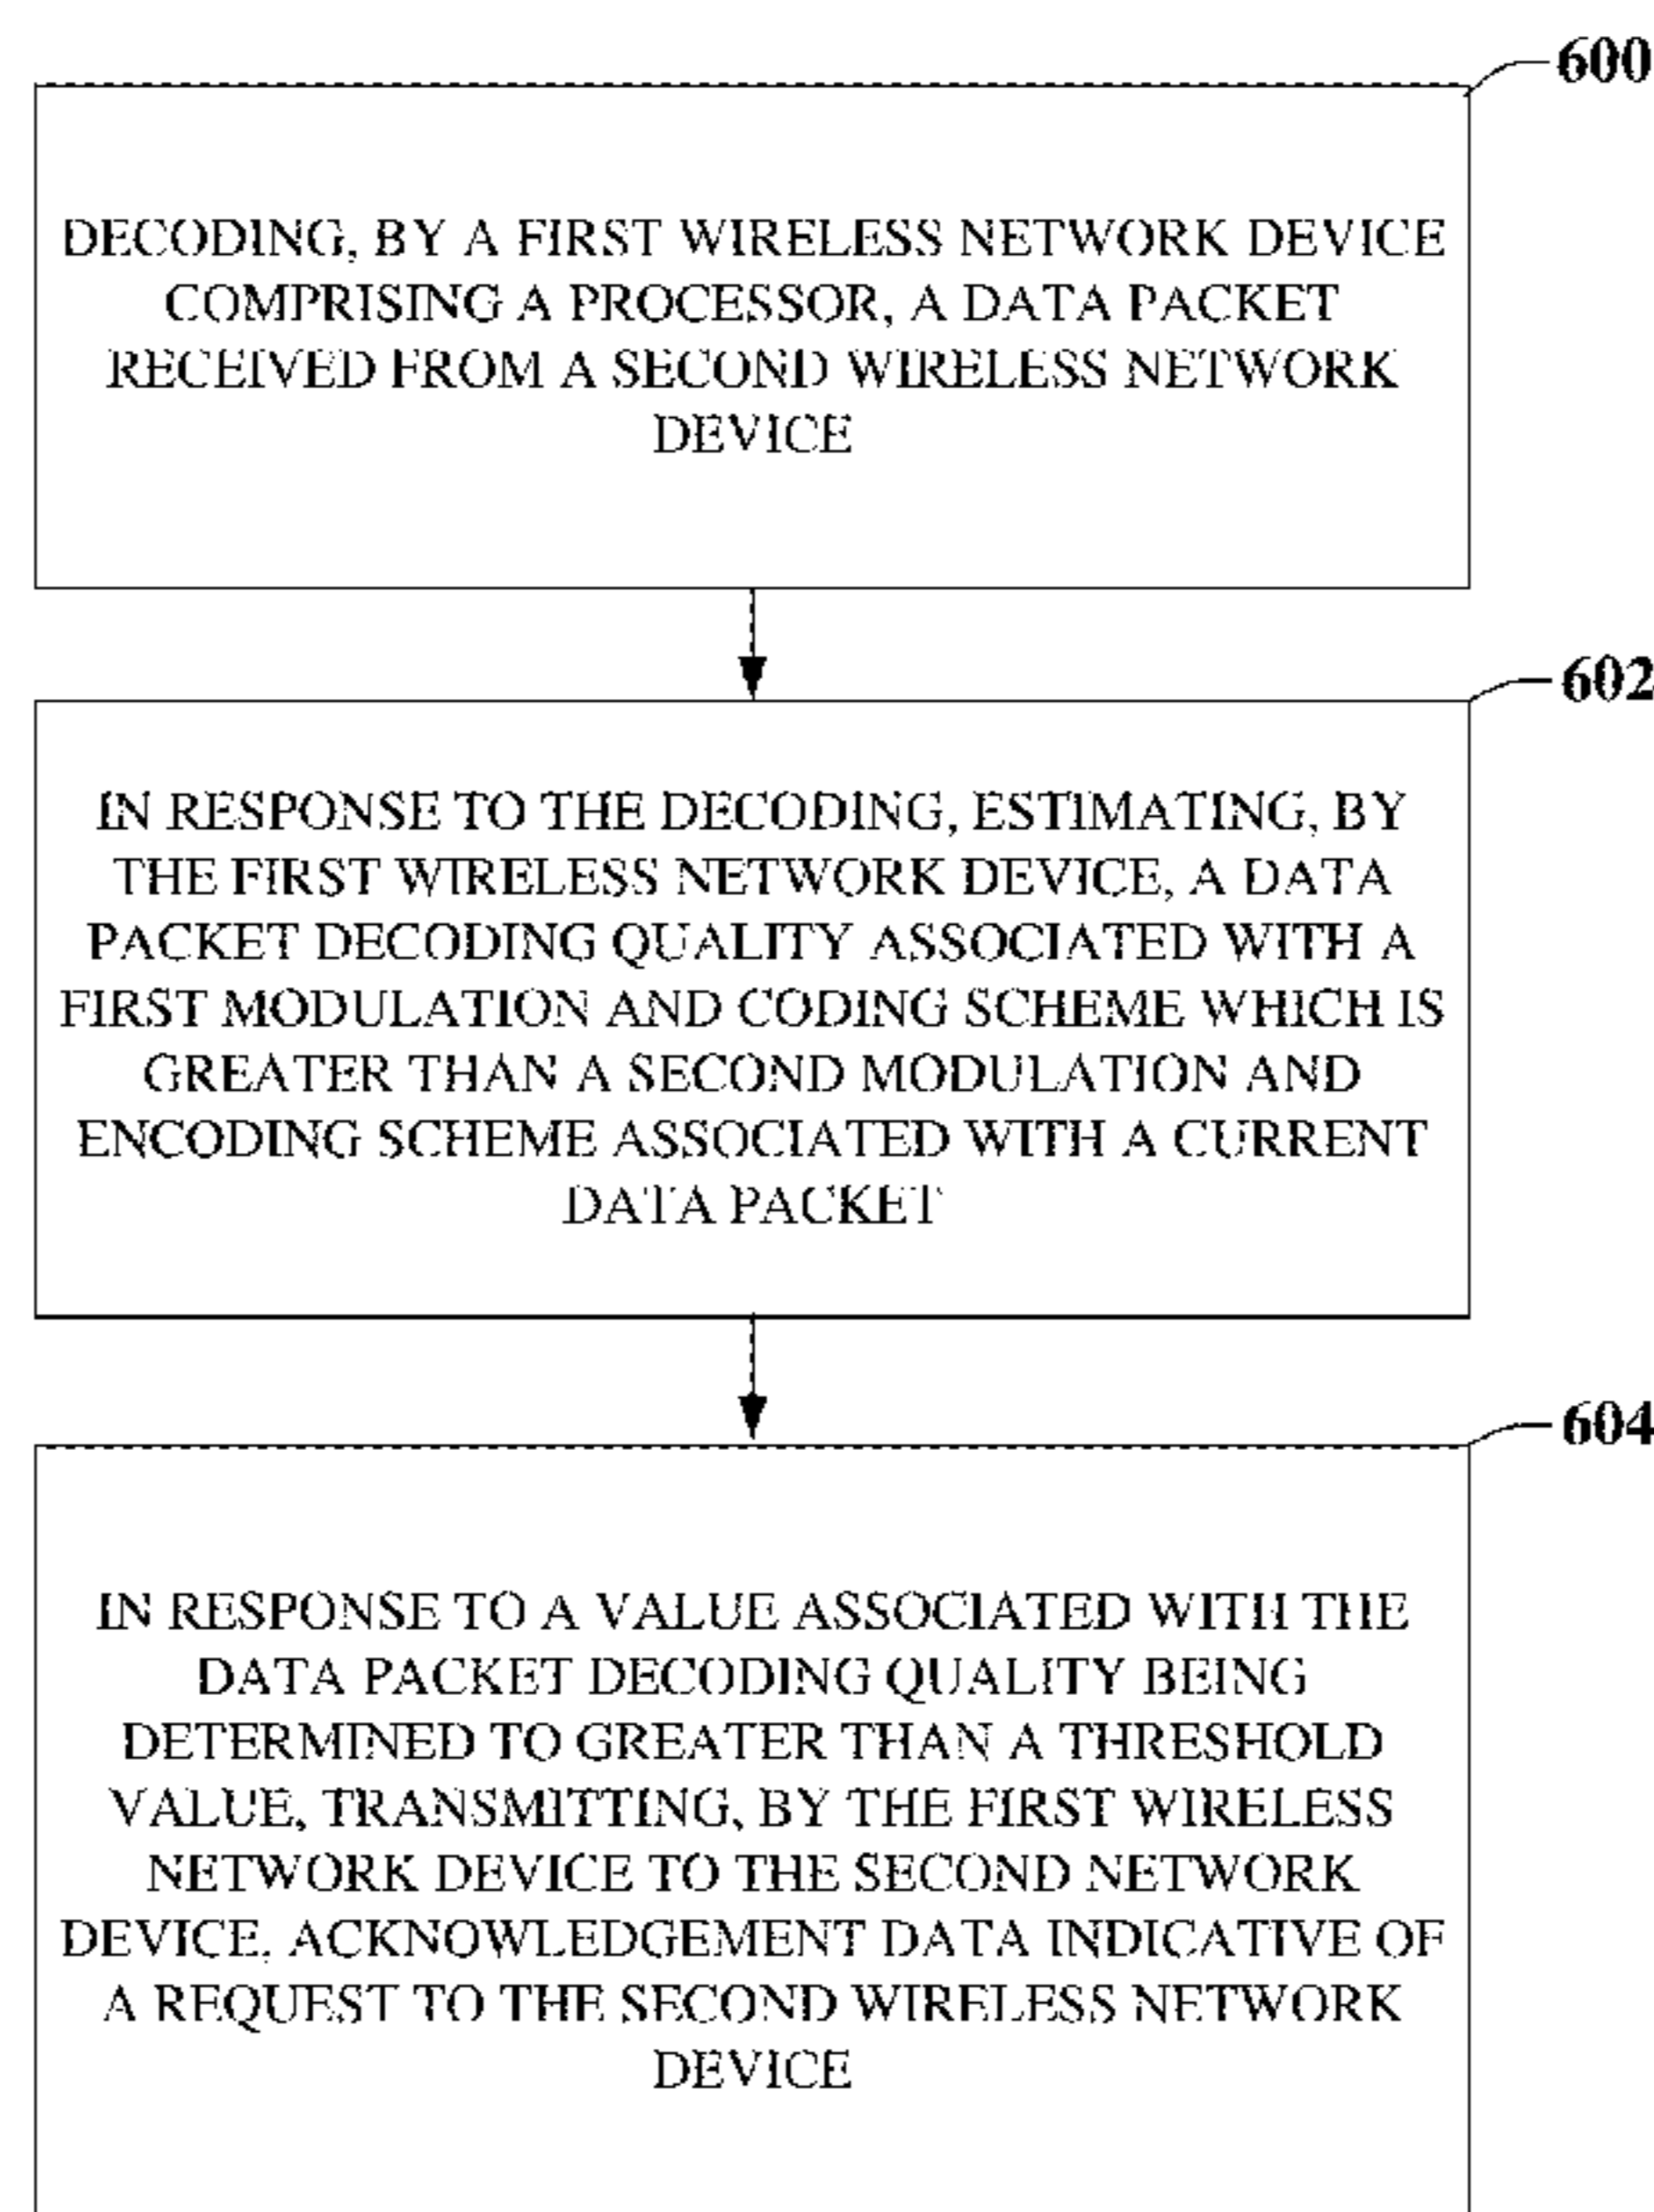 600
DECODING, BY A FIRST WIRELESS NETWORK DEVICE
COMPRISING A PROCESSOR, A DATA PACKET
RECEIVED FROM A SECOND WIRELESS NETWORK
DEVICE
602
IN RESPONSE TO THE DECODING, ESTIMATING, BY
THE FIRST WIRELESS NETWORK DEVICE, A DATA
PACKET DECODING QUALITY ASSOCIATED WITH A
FIRST MODULATION AND CODING SCHEME WHICH IS
GREATER THAN A SECOND MODULATION AND
ENCODING SCHEME ASSOCIATED WITH A CURRENT
DATA PACKET
604
IN RESPONSE TO A VALUE ASSOCIATED WITH THE
DATA PACKET DECODING QUALITY BEING
DETERMINED TO GREATER THAN A THRESHOLD
VALUE, TRANSMITTING, BY THE FIRST WIRELESS
NETWORK DEVICE TO THE SECOND NETWORK
DEVICE, ACKNOWLEDGEMENT DATA INDICATIVE OF
A REQUEST TO THE SECOND WIRELESS NETWORK
DEVICE